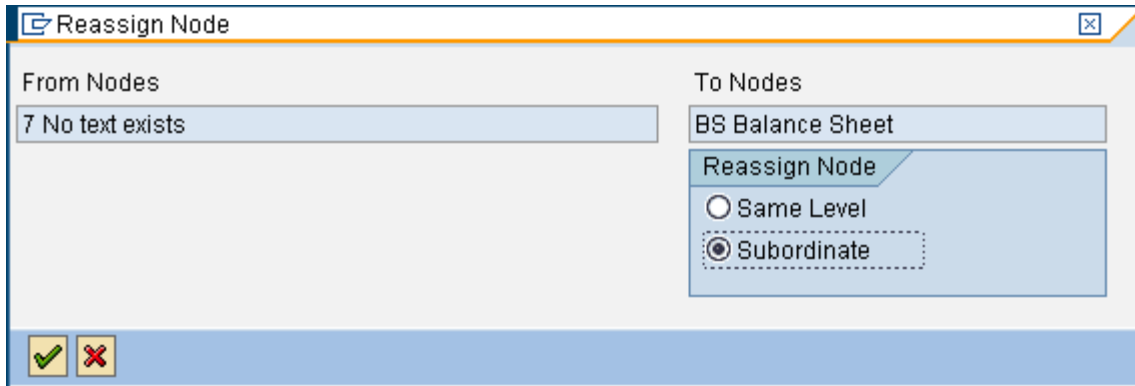 Reassign Node
From Nodes
To Nodes
7 No text exists
BS Balance Sheet
Reassign Node
Same Level
Subordinate